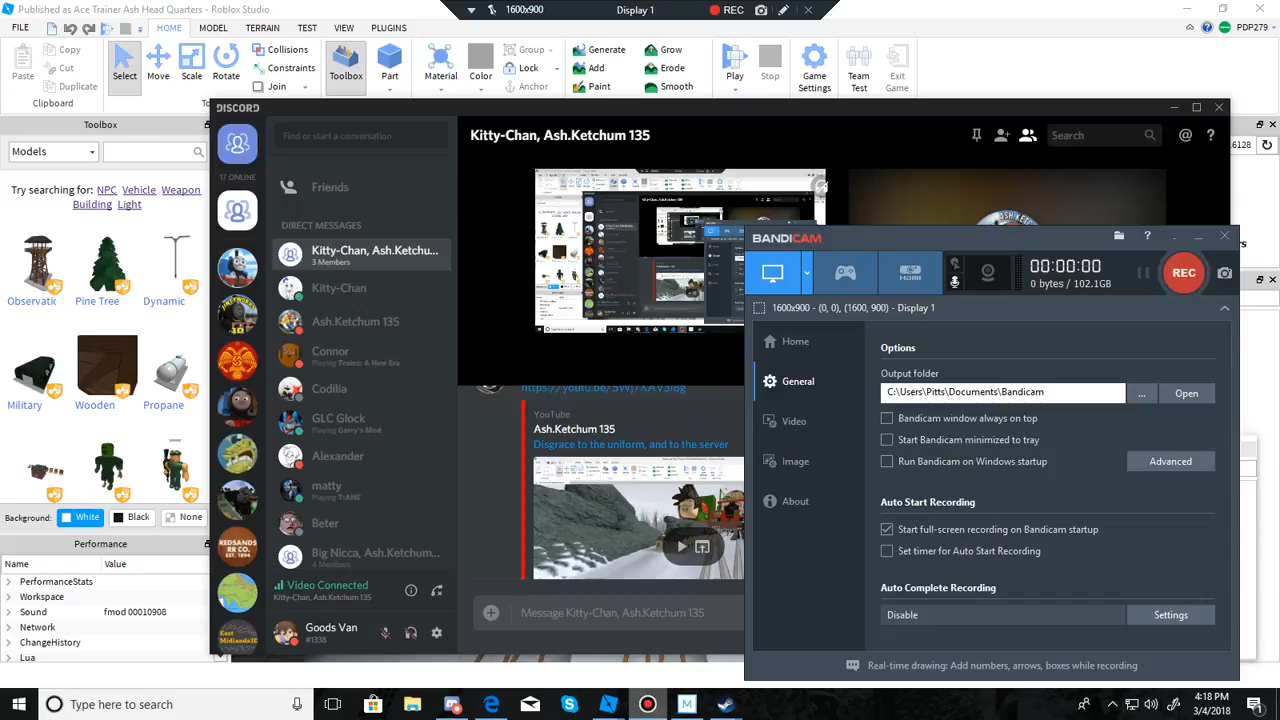 Published as Ace Trainer Ash Head Quarters - Roblox Studio
1600x900
Display 1
REC
FILE
HOME
MODEL
TERRAIN
TEST
VIEW
PLUGINS
PDP279
Paste
Copy
Cut
Duplicate
Clipboard
Select
Move
Scale
Rotate
Collisions
Constraints
Join
Toolbox
Part
Material
Color
Group
Lock
Anchor
Generate
Add
Paint
Grow
Erode
Smooth
Play
Stop
Game
Settings
Team
Test
Exit
Game
Toolbox
Models
searching for: NPC Vehicle Weapon
Building Light
Observatic
Pine Tree
Dynamic
Military
Wooden
Propane
Background:
White
Black
None
Performance
Name
Value
PerformanceStats
Workspace
Sound
fmod 00010908
Network
ChangeHistory
Lua
DISCORD
17 ONLINE
REDSANDS
RR CO.
EST. 1894
Find or start a conversation
Friends
DIRECT MESSAGES
Kitty-Chan, Ash.Ketchu...
3 Members
Kitty-Chan
Ash.Ketchum 135
Connor
Playing Trainz: A New Era
Codilia
GLC Glock
Playing Garry's Mod
Alexander
matty
Playing T:ANE
Beter
Big Nicca, Ash.Ketchum...
4 Members
Video Connected
Kitty-Chan, Ash.Ketchum 135
Goods Van
#1338
Kitty-Chan, Ash.Ketchum 135
Search
YouTube
Ash.Ketchum 135
Disgrace to the uniform, and to the server
Message Kitty-Chan, Ash.Ketchum 135
BANDICAM
HDMI
00:00:00
0 bytes / 102.1GB
REC
1600x900 - (0, 0), (1600, 900) - Display 1
Home
General
Video
Image
About
Options
Output folder
C:\Users\Pitts\Documents\Bandicam
...
Open
Bandicam window always on top
Start Bandicam minimized to tray
Run Bandicam on Windows startup
Advanced
Auto Start Recording
Start full-screen recording on Bandicam startup
Set timer for Auto Start Recording
Auto Complete Recording
Disable
Settings
Real-time drawing: Add numbers, arrows, boxes while recording
Type here to search
4:18 PM
3/4/2018